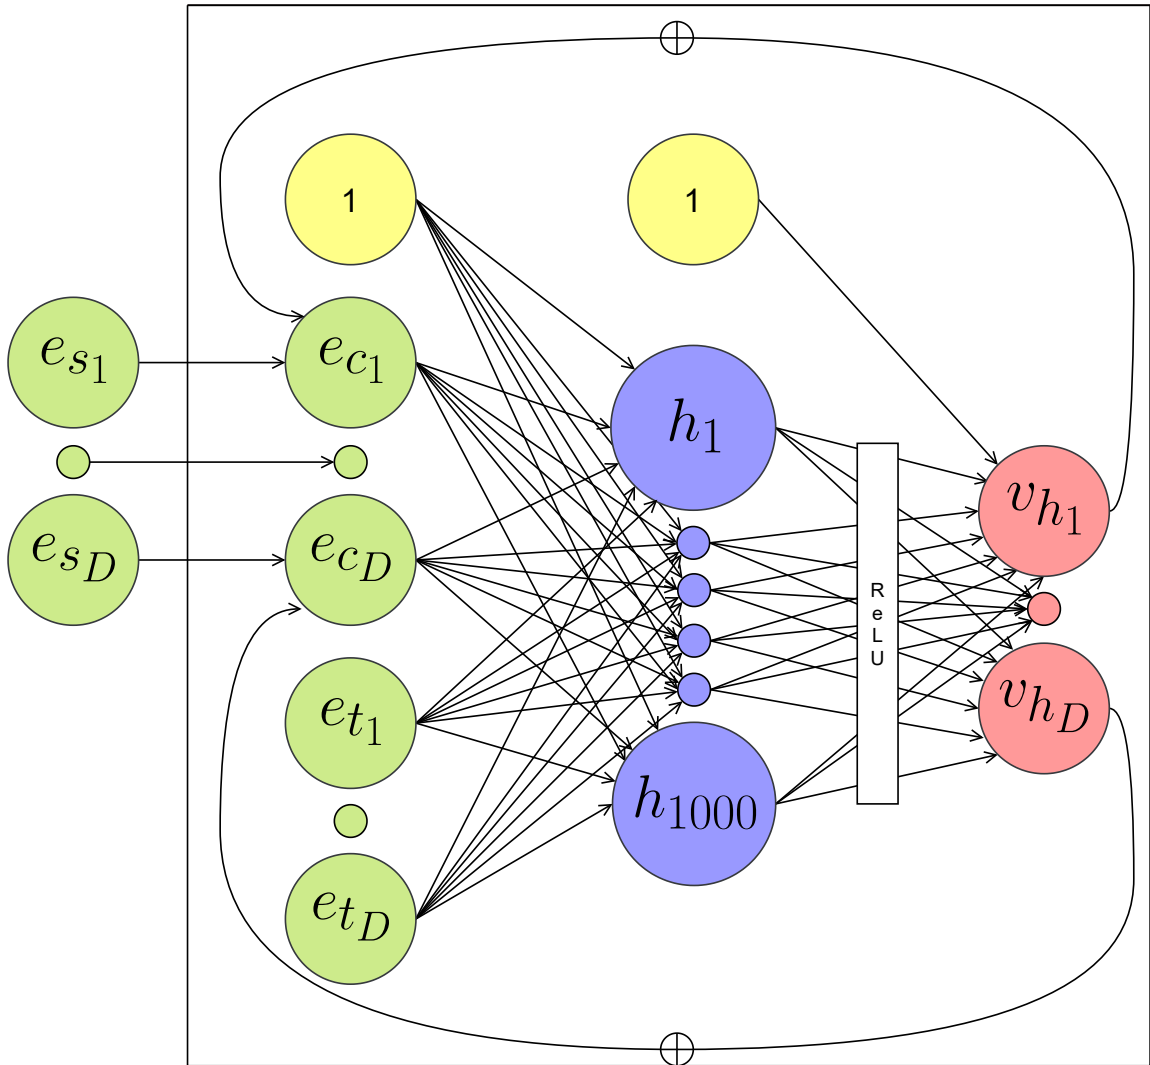 1
1
e_{s_1}
e_{c_1}
h_1
e_{s_D}
e_{c_D}
v_{h_1}
R
e
L
U
e_{t_1}
v_{h_D}
h_{1000}
e_{t_D}